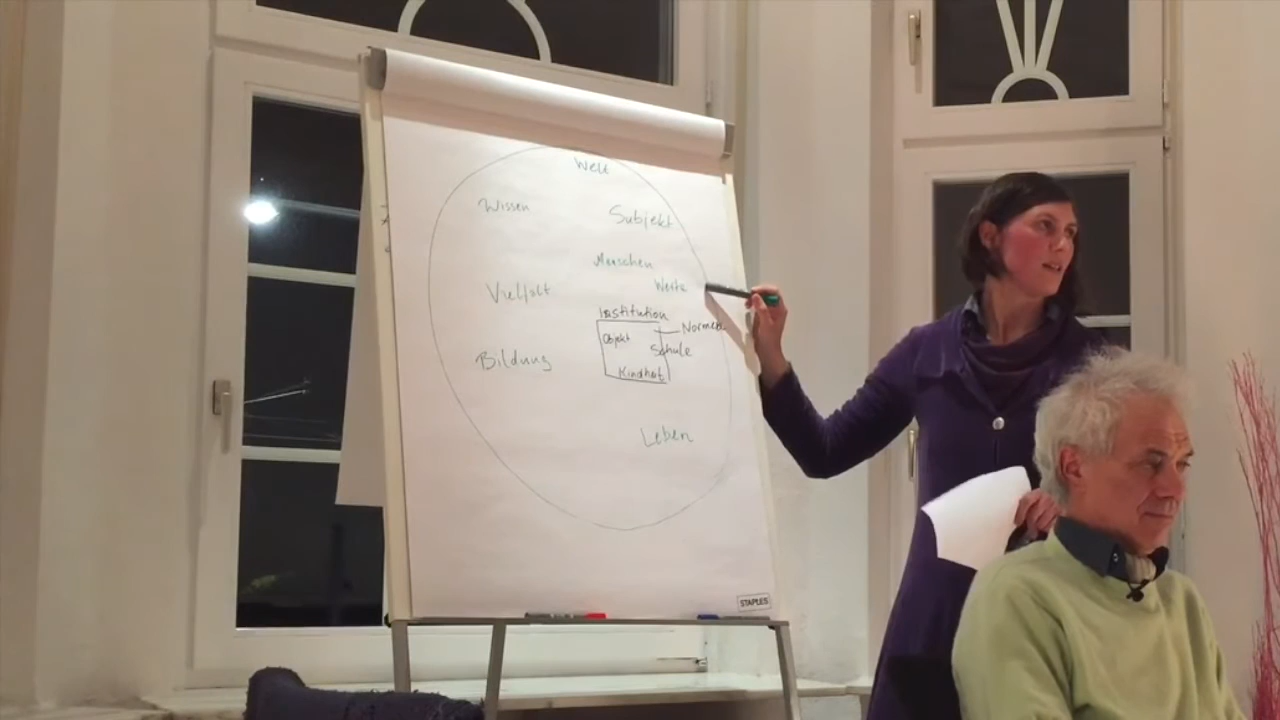 Welt
Wissen
Subjekt
Menschen
Werte
Vielfalt
Institution
Normen
Objekt
Schule
Bildung
Kindheit
Leben
STAPLES